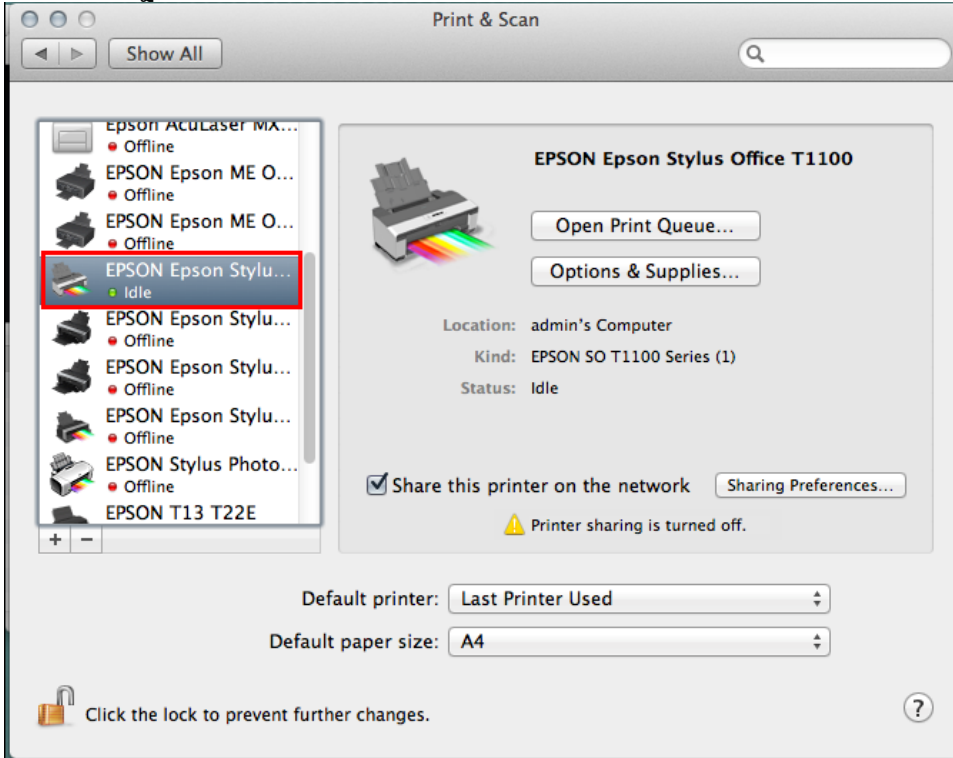 Print & Scan
Show All
Epson AcuLaser MX...
Offline
EPSON Epson ME O...
Offline
EPSON Epson ME O...
Offline
EPSON Epson Stylu...
Idle
EPSON Epson Stylu...
Offline
EPSON Epson Stylu...
Offline
EPSON Epson Stylu...
Offline
EPSON Stylus Photo...
Offline
EPSON T13 T22E
+ −
EPSON Epson Stylus Office T1100
Open Print Queue...
Options & Supplies...
Location: admin's Computer
Kind: EPSON SO T1100 Series (1)
Status: Idle
Share this printer on the network Sharing Preferences...
Printer sharing is turned off.
Default printer: Last Printer Used
Default paper size: A4
Click the lock to prevent further changes.
?